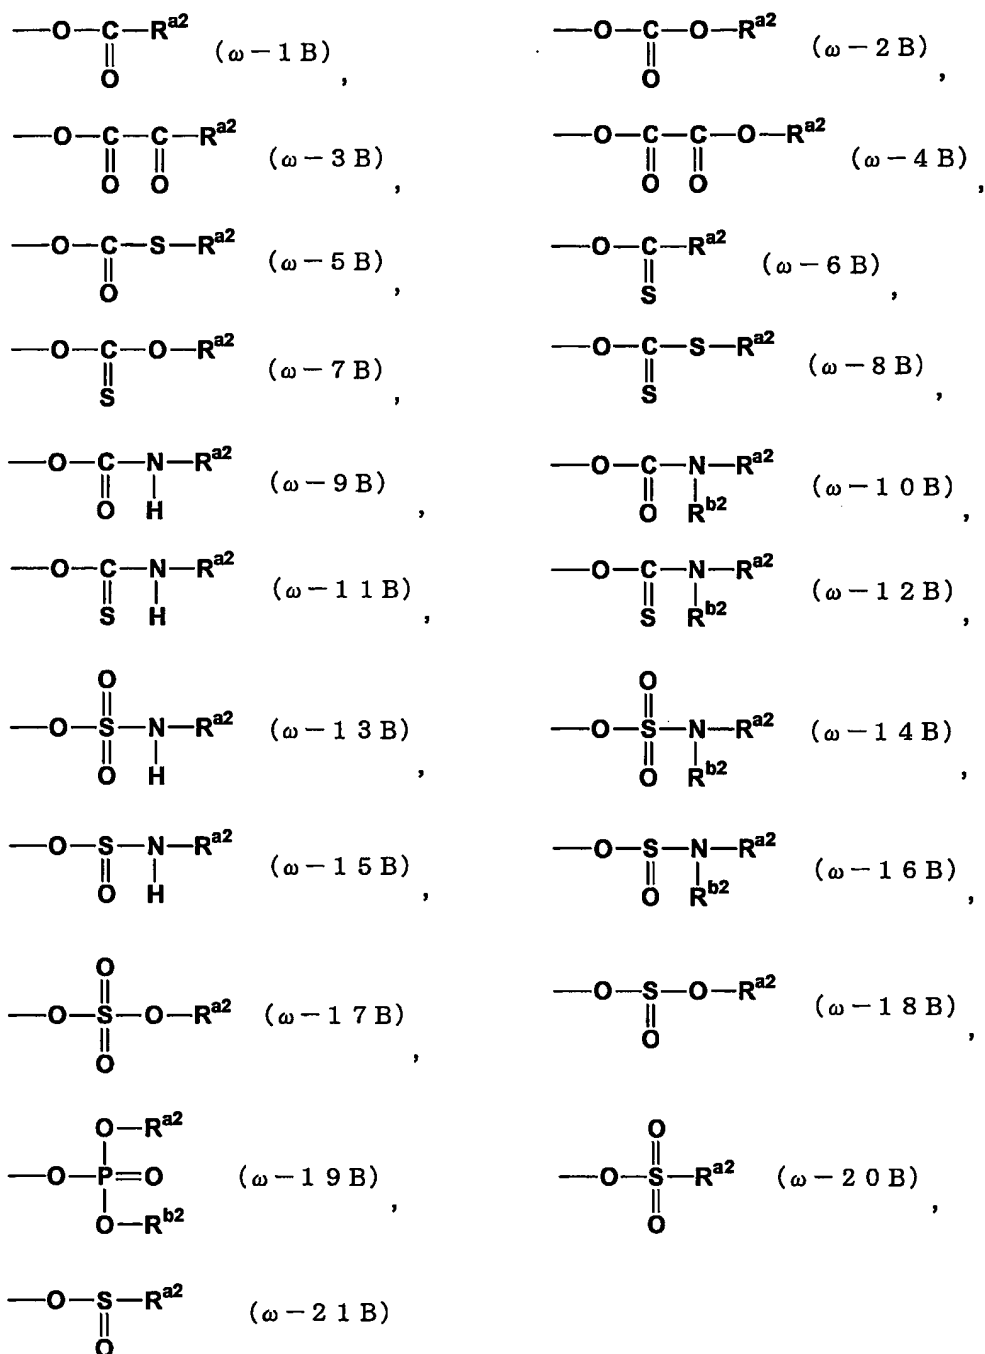 —O—C—R^a2 (ω－1B), —O—C—O—R^a2 (ω－2B),
O O
—O—C—C—R^a2 (ω－3B), —O—C—C—O—R^a2 (ω－4B),
O O O O
—O—C—S—R^a2 (ω－5B), —O—C—R^a2 (ω－6B),
O S
—O—C—O—R^a2 (ω－7B), —O—C—S—R^a2 (ω－8B),
S S
—O—C—N—R^a2 (ω－9B), —O—C—N—R^a2 (ω－10B),
O H O R^b2
—O—C—N—R^a2 (ω－11B), —O—C—N—R^a2 (ω－12B),
S H S R^b2
O O
—O—S—N—R^a2 (ω－13B), —O—S—N—R^a2 (ω－14B),
O H O R^b2
—O—S—N—R^a2 (ω－15B), —O—S—N—R^a2 (ω－16B),
O H O R^b2
O
—O—S—O—R^a2 (ω－17B), —O—S—O—R^a2 (ω－18B),
O O
O—R^a2 O
—O—P=O (ω－19B), —O—S—R^a2 (ω－20B),
O—R^b2 O
—O—S—R^a2 (ω－21B)
O